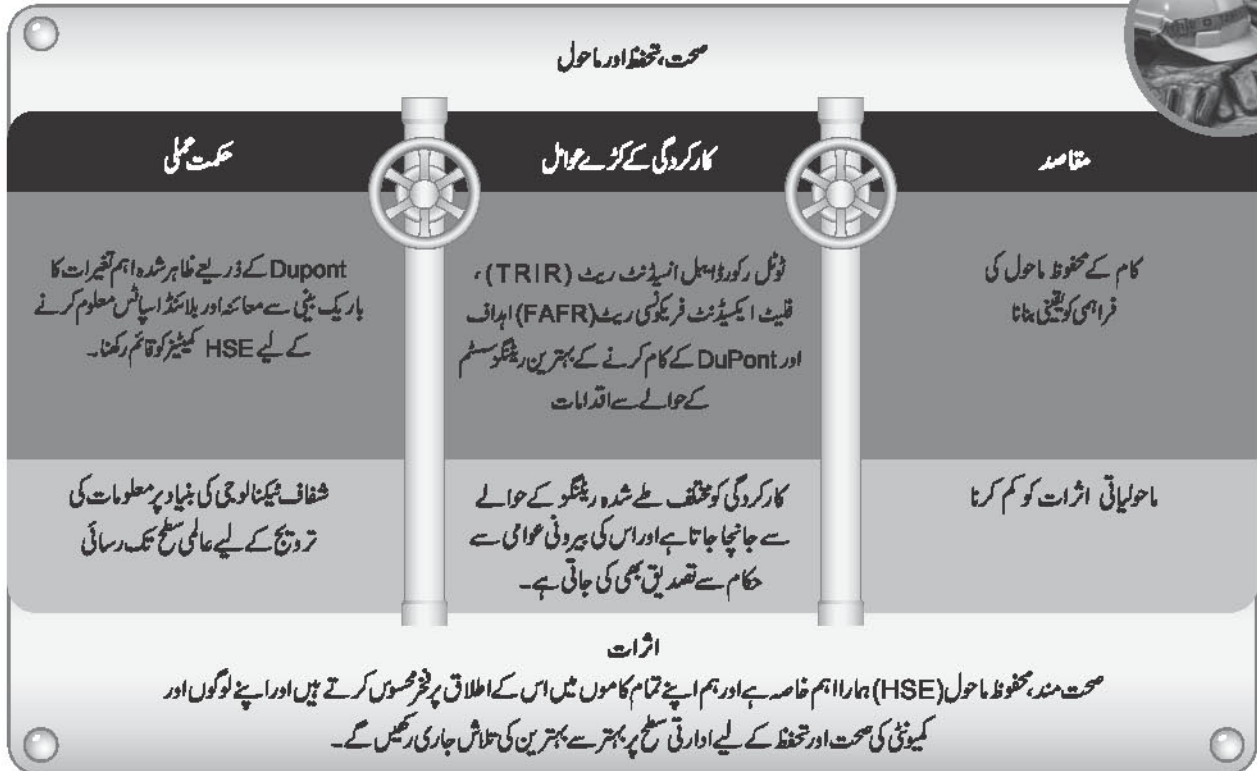 صحت، تحفظ اور ماحول
مقاصد
کارکردگی کے کڑے عوامل
حکمت عملی
کام کے محفوظ ماحول کی
فراہمی کو یقینی بنانا
ٹوٹل رکورڈ ایبل انسیڈنٹ ریٹ (TRIR)،
فلیٹ ایکسیڈنٹ فریکوئنسی ریٹ (FAFR) اہداف
اور DuPont کے کام کرنے کے بہترین ریٹنگ سسٹم
کے حوالے سے اقدامات
Dupont کے ذریعے ظاہر شدہ اہم تغیرات کا
باریک بینی سے معائنہ اور بلائنڈ اسپاٹس معلوم کرنے
کے لیے HSE کمیٹیز کو قائم رکھنا۔
ماحولیاتی اثرات کو کم کرنا
کارکردگی کو مختلف طے شدہ ریٹنگز کے حوالے
سے جانچا جاتا ہے اور اس کی بیرونی عوامی سے
حکام سے تصدیق بھی کی جاتی ہے۔
شفاف ٹیکنالوجی کی بنیاد پر معلومات کی
ترویج کے لیے عالمی سطح تک رسائی
اثرات
صحت مند، محفوظ ماحول (HSE) ہمارا اہم خاصہ ہے اور ہم اپنے تمام کاموں میں اس کے اطلاق پر فخر محسوس کرتے ہیں اور اپنے لوگوں اور
کمیونٹی کی صحت اور تحفظ کے لیے ادارتی سطح پر بہتر سے بہترین کی تلاش جاری رکھیں گے۔